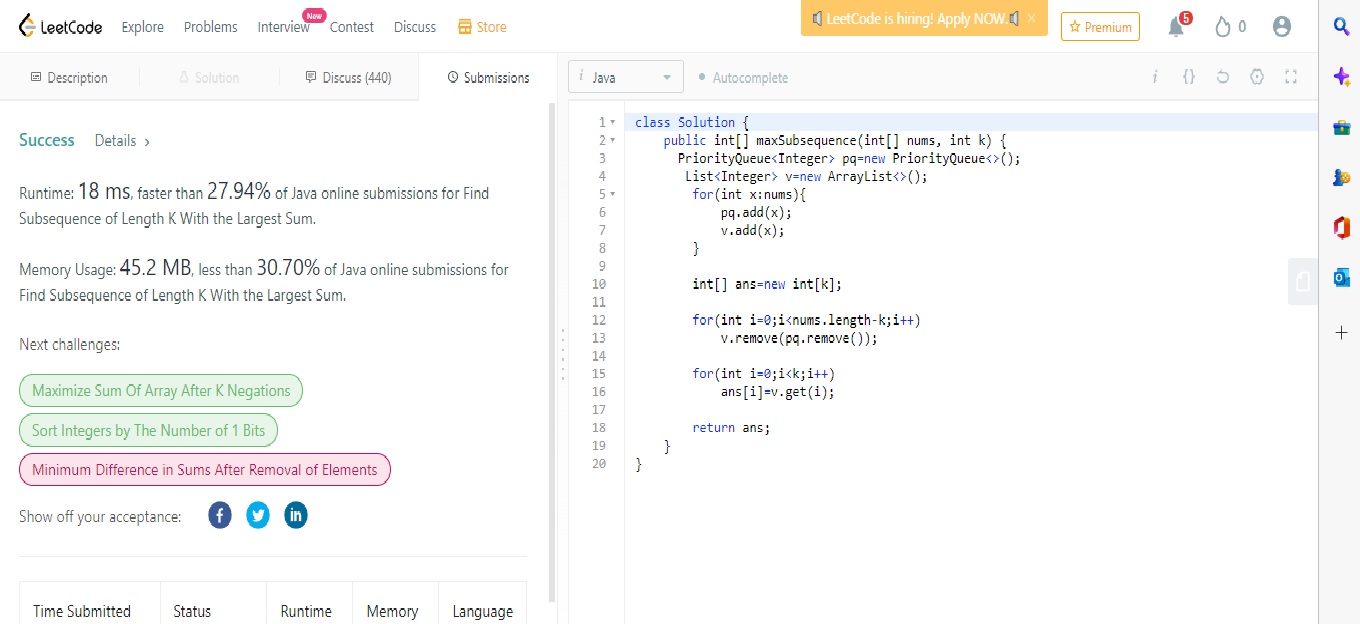 LeetCode Explore Problems Interview New Contest Discuss Store LeetCode is hiring! Apply NOW. × Premium 5 0
Description Solution Discuss (440) Submissions
Success Details ›
Runtime: 18 ms, faster than 27.94% of Java online submissions for Find
Subsequence of Length K With the Largest Sum.
Memory Usage: 45.2 MB, less than 30.70% of Java online submissions for
Find Subsequence of Length K With the Largest Sum.
Next challenges:
Maximize Sum Of Array After K Negations
Sort Integers by The Number of 1 Bits
Minimum Difference in Sums After Removal of Elements
Show off your acceptance: f in
Time Submitted Status Runtime Memory Language
i Java Autocomplete i {}
1 class Solution {
2 public int[] maxSubsequence(int[] nums, int k) {
3 PriorityQueue<Integer> pq=new PriorityQueue<>();
4 List<Integer> v=new ArrayList<>();
5 for(int x:nums){
6 pq.add(x);
7 v.add(x);
8 }
9
10 int[] ans=new int[k];
11
12 for(int i=0;i<nums.length-k;i++)
13 v.remove(pq.remove());
14
15 for(int i=0;i<k;i++)
16 ans[i]=v.get(i);
17
18 return ans;
19 }
20 }